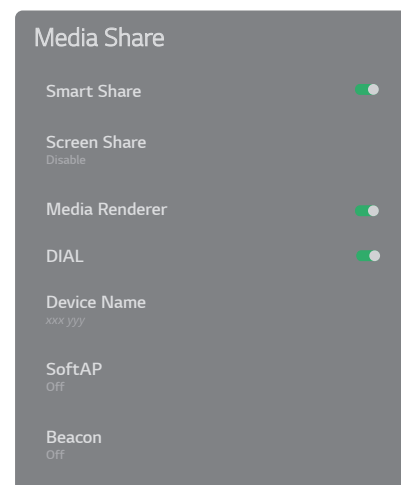 Media Share
Smart Share
Screen Share
Disable
Media Renderer
DIAL
Device Name
xxx yyy
SoftAP
Off
Beacon
Off